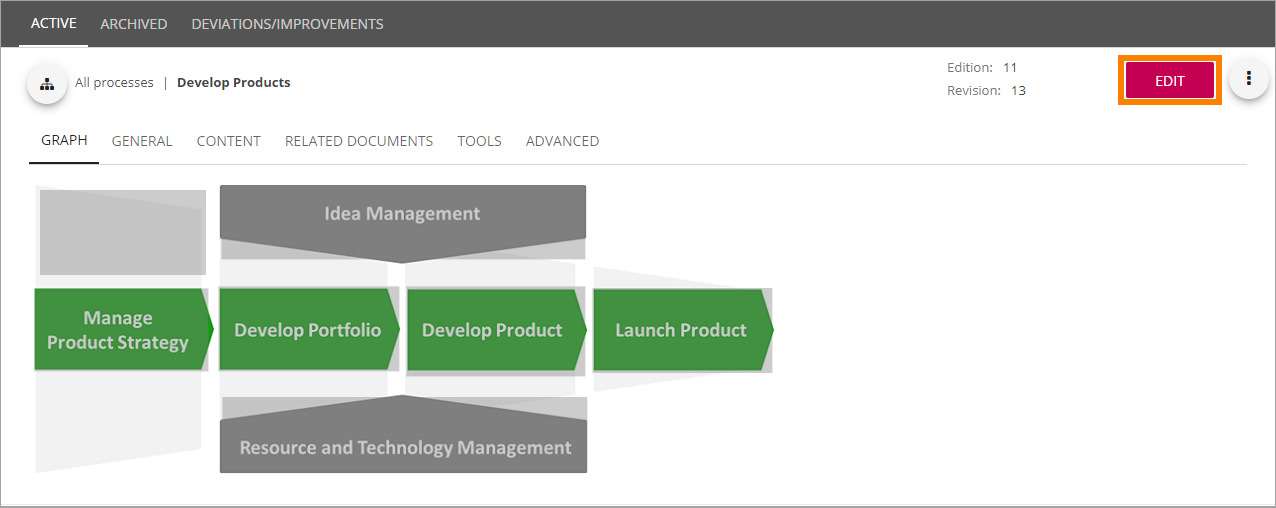 ACTIVE ARCHIVED DEVIATIONS/IMPROVEMENTS
All processes | Develop Products
Edition: 11
Revision: 13
EDIT
GRAPH GENERAL CONTENT RELATED DOCUMENTS TOOLS ADVANCED
Idea Management
Manage
Product Strategy
Develop Portfolio
Develop Product
Launch Product
Resource and Technology Management